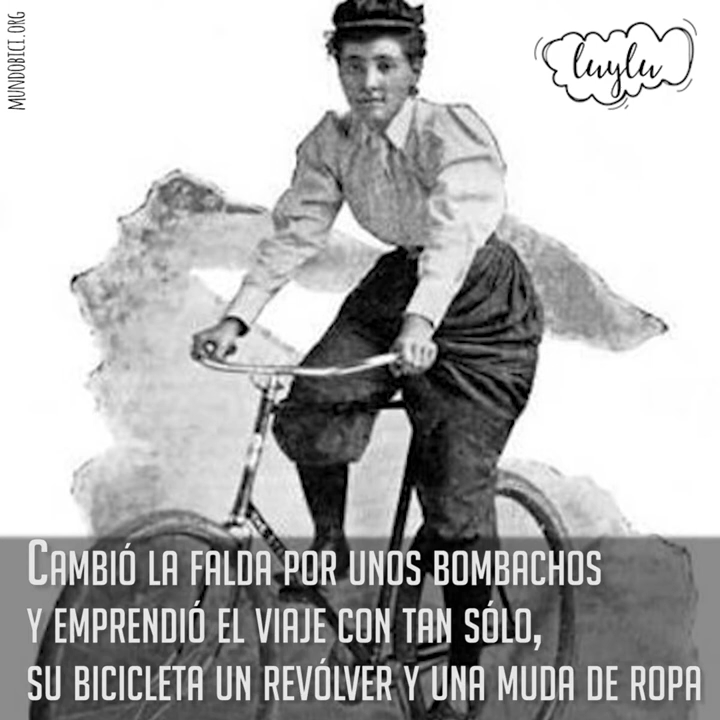 MUNDOBICI.ORG
luylu
CAMBIÓ LA FALDA POR UNOS BOMBACHOS
Y EMPRENDIÓ EL VIAJE CON TAN SÓLO,
SU BICICLETA UN REVÓLVER Y UNA MUDA DE ROPA